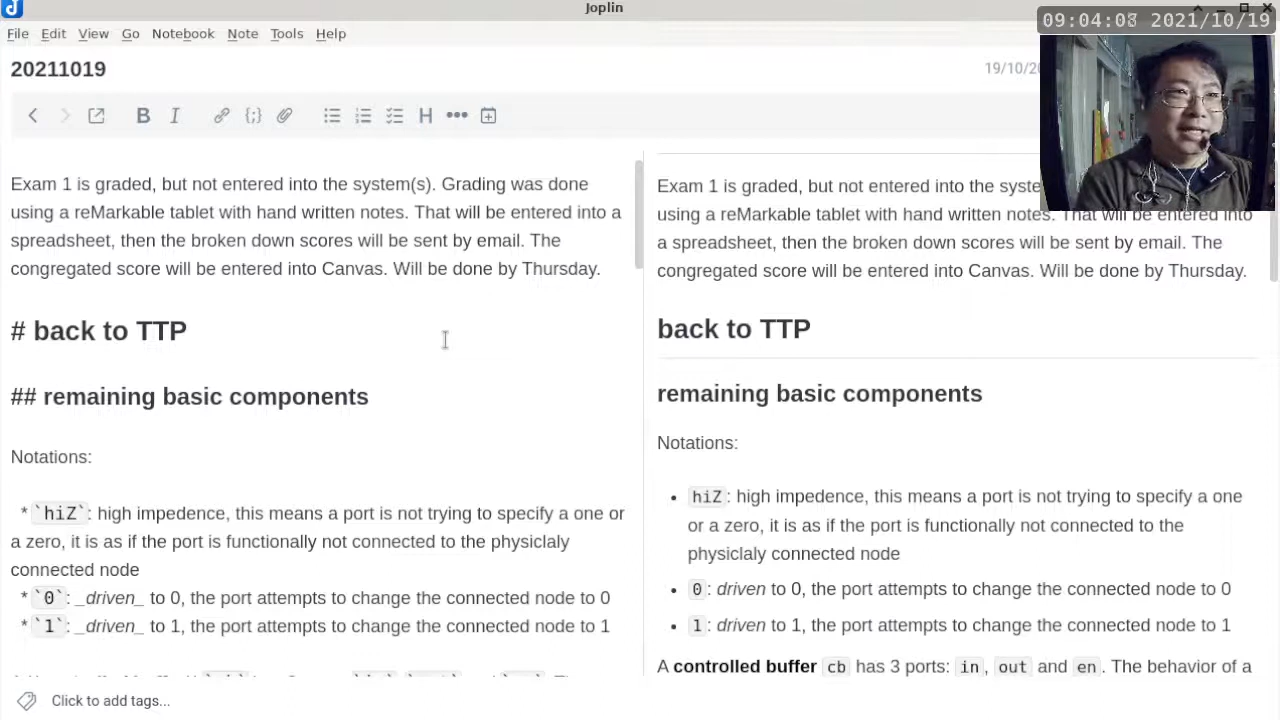 Joplin
09:04:08 2021/10/19
File Edit View Go Notebook Note Tools Help
20211019
19/10/20
B I H
Exam 1 is graded, but not entered into the system(s). Grading was done
using a reMarkable tablet with hand written notes. That will be entered into a
spreadsheet, then the broken down scores will be sent by email. The
congregated score will be entered into Canvas. Will be done by Thursday.
# back to TTP
## remaining basic components
Notations:
* `hiZ`: high impedence, this means a port is not trying to specify a one or
a zero, it is as if the port is functionally not connected to the physiclaly
connected node
* `0`: _driven_ to 0, the port attempts to change the connected node to 0
* `1`: _driven_ to 1, the port attempts to change the connected node to 1
Exam 1 is graded, but not entered into the syste
using a reMarkable tablet with hand written notes. That will be entered into
a spreadsheet, then the broken down scores will be sent by email. The
congregated score will be entered into Canvas. Will be done by Thursday.
back to TTP
remaining basic components
Notations:
• hiZ: high impedence, this means a port is not trying to specify a one
or a zero, it is as if the port is functionally not connected to the
physiclaly connected node
• 0: driven to 0, the port attempts to change the connected node to 0
• 1: driven to 1, the port attempts to change the connected node to 1
A controlled buffer cb has 3 ports: in, out and en. The behavior of a
Click to add tags...